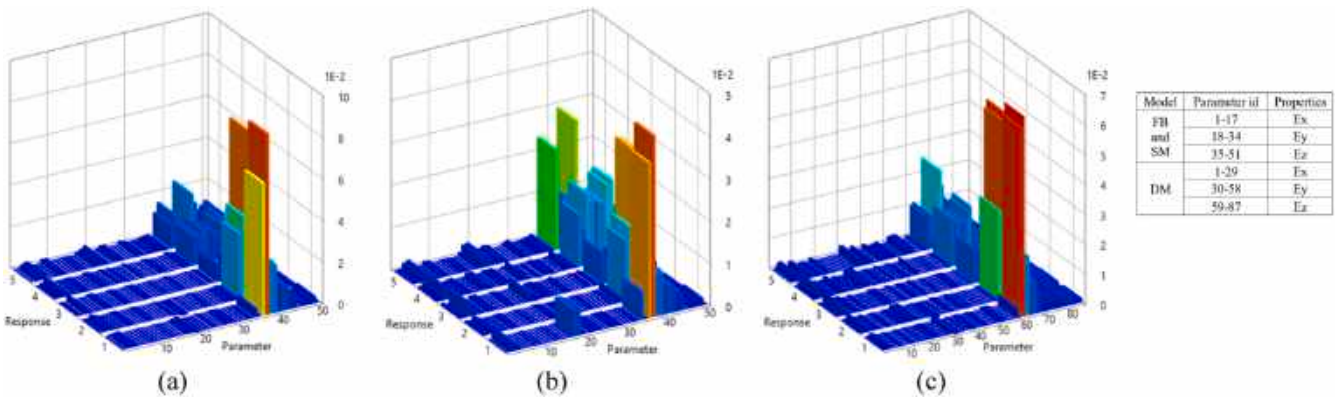 1E-2
10
8
6
4
2
0
5
4
3
2
1
Response
10
20
30
40
50
Parameter
(a)
1E-2
5
4
3
2
1
0
5
4
3
2
1
Response
10
20
30
40
50
Parameter
(b)
1E-2
7
6
5
4
3
2
1
0
5
4
3
2
1
Response
10
20
30
40
50
60
70
80
Parameter
(c)
Model Parameter id Properties
FB and SM 1-17 Ex
18-34 Ey
35-51 Ez
DM 1-29 Ex
30-58 Ey
59-87 Ez